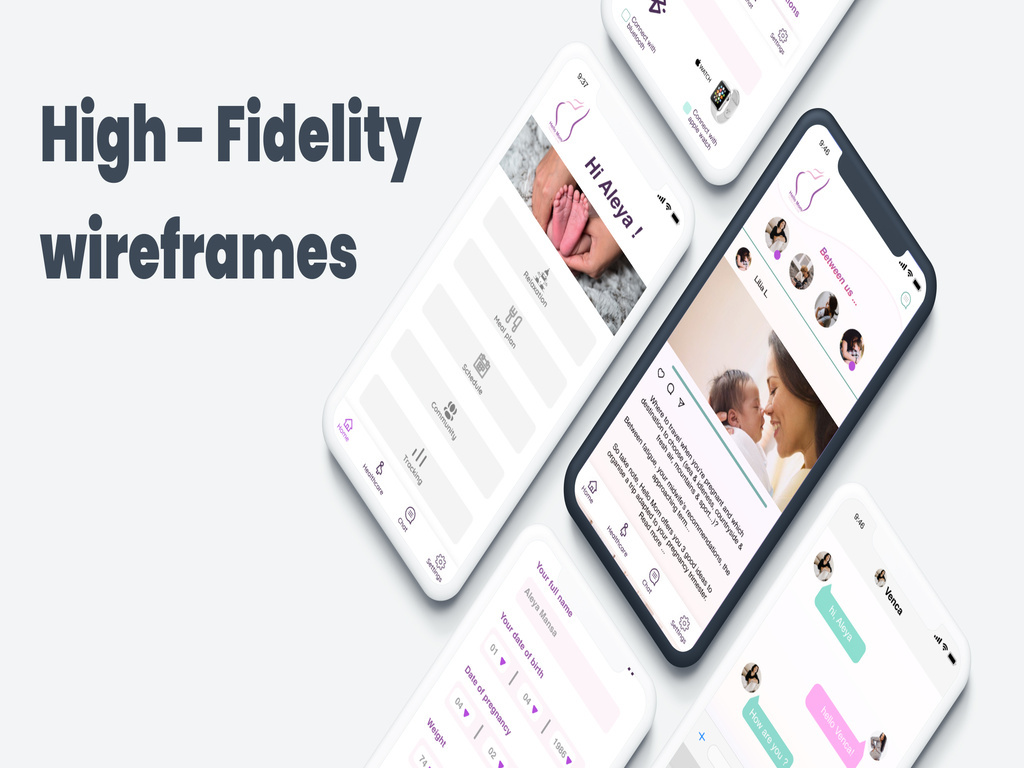 High - Fidelity
wireframes
Connect with
bluetooth
Settings
WATCH
Connect with
apple watch
9:37
Hi Aleya !
Relaxation
Meal plan
Schedule
Community
Tracking
Home
Healthcare
Chat
Settings
9:46
Between us ...
Lilia L.
Where to travel when you're pregnant and which
destination to choose (sea & idleness, countryside &
fresh air, mountains & sport...)?
Between fatigue, your midwife's recommendations, the
approaching term...
So take note, Hello Mom offers you 3 good ideas to
organise a trip adapted to your pregnancy trimester.
Read more ...
Home
Healthcare
Chat
Settings
Your full name
Aleya Mansa
Your date of birth
01 | 04 | 1986
Date of pregnancy
04 | 02
Weight
74
9:46
Venca
hi, Aleya
hello Venca!
How are you ?